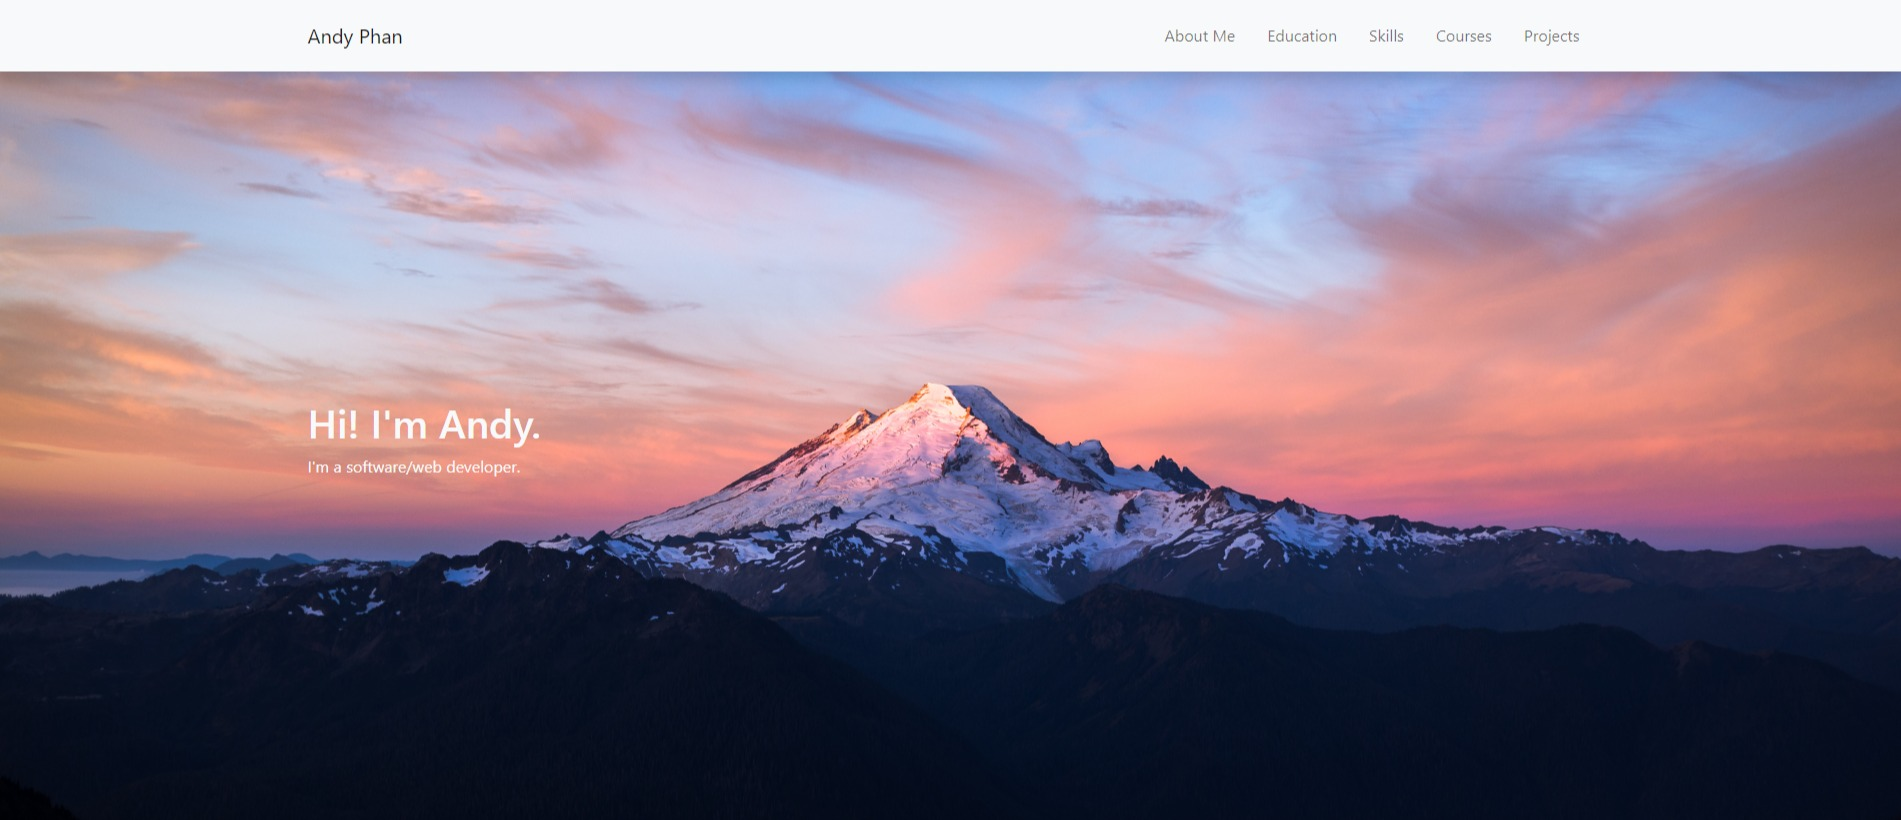 Andy Phan
About Me
Education
Skills
Courses
Projects
Hi! I'm Andy.
I'm a software/web developer.